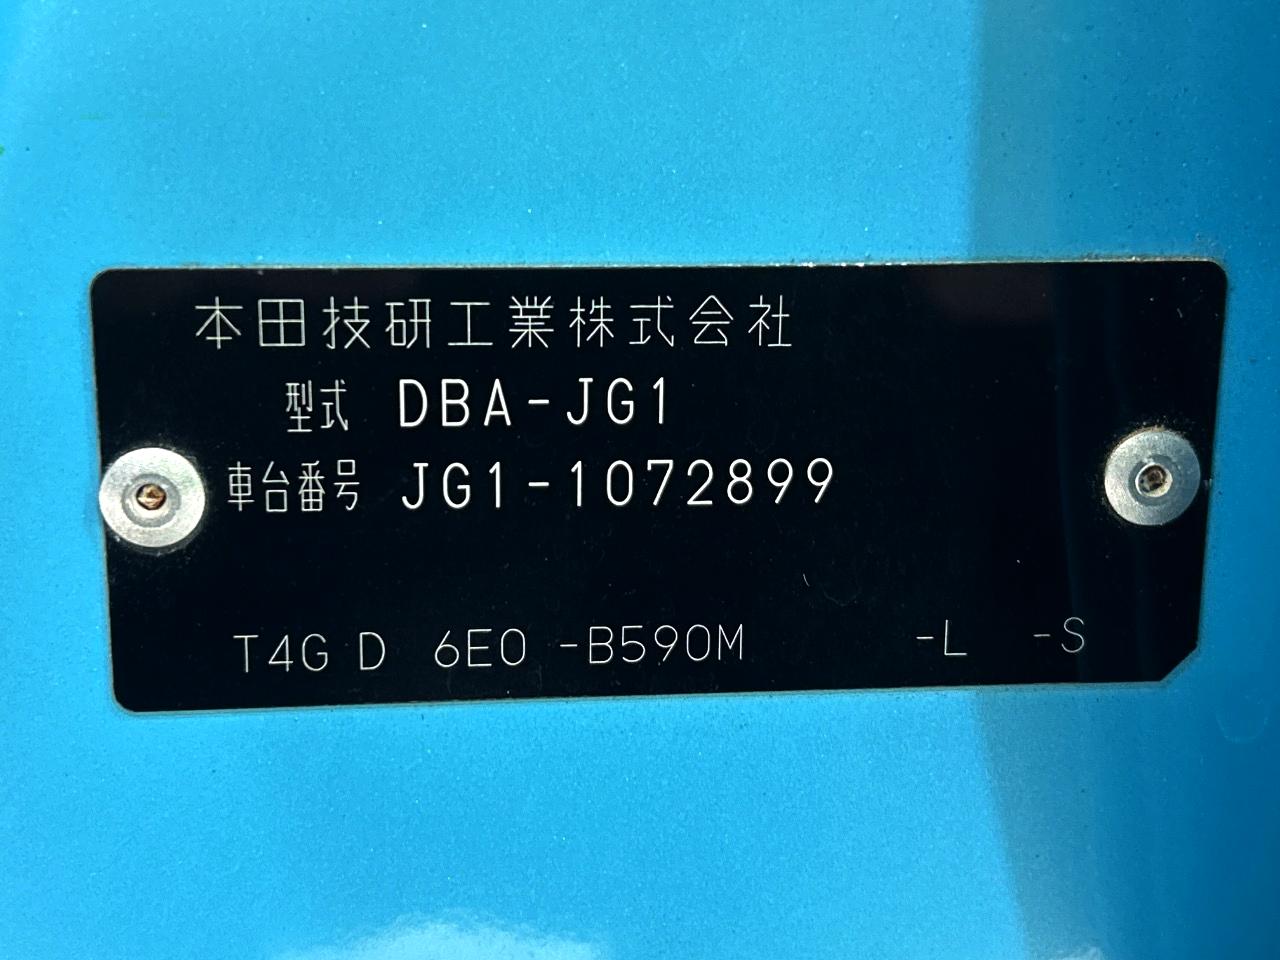 本田技研工業株式会社
型式 DBA-JG1
車台番号 JG1-1072899
T4G D 6E0 -B590M -L -S